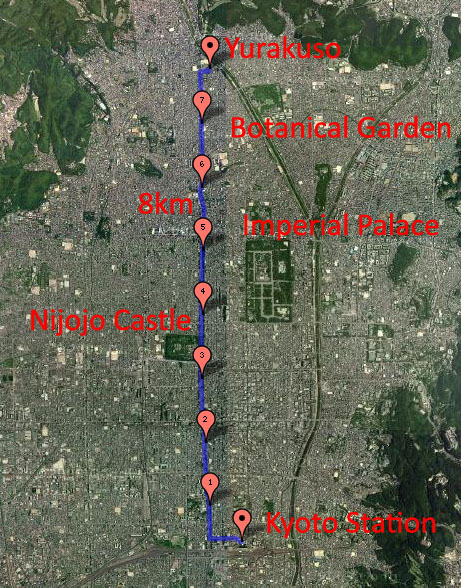 Yurakuso
7
Botanical Garden
6
8km
Imperial Palace
5
4
Nijojo Castle
3
2
1
Kyoto Station